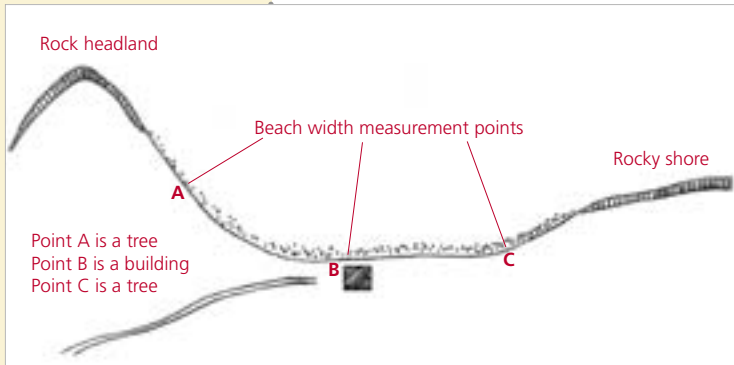 Rock headland
Beach width measurement points
Rocky shore
A
Point A is a tree
Point B is a building
Point C is a tree
B
C